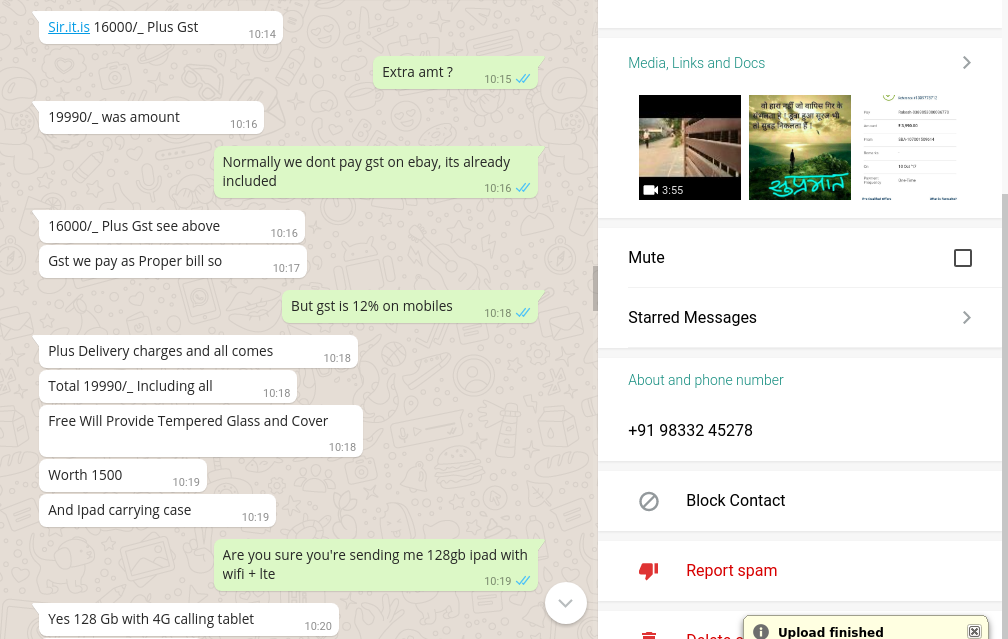 Sir.it.is 16000/_ Plus Gst
10:14
Extra amt ?
10:15
19990/_ was amount
10:16
Normally we dont pay gst on ebay, its already
included
10:16
16000/_ Plus Gst see above
10:16
Gst we pay as Proper bill so
10:17
But gst is 12% on mobiles
10:18
Plus Delivery charges and all comes
10:18
Total 19990/_ Including all
10:18
Free Will Provide Tempered Glass and Cover
10:18
Worth 1500
10:19
And Ipad carrying case
10:19
Are you sure you're sending me 128gb ipad with
wifi + lte
10:19
Yes 128 Gb with 4G calling tablet
10:20
Media, Links and Docs
3:55
सुप्रभात
Mute
Starred Messages
About and phone number
+91 98332 45278
Block Contact
Report spam
Upload finished